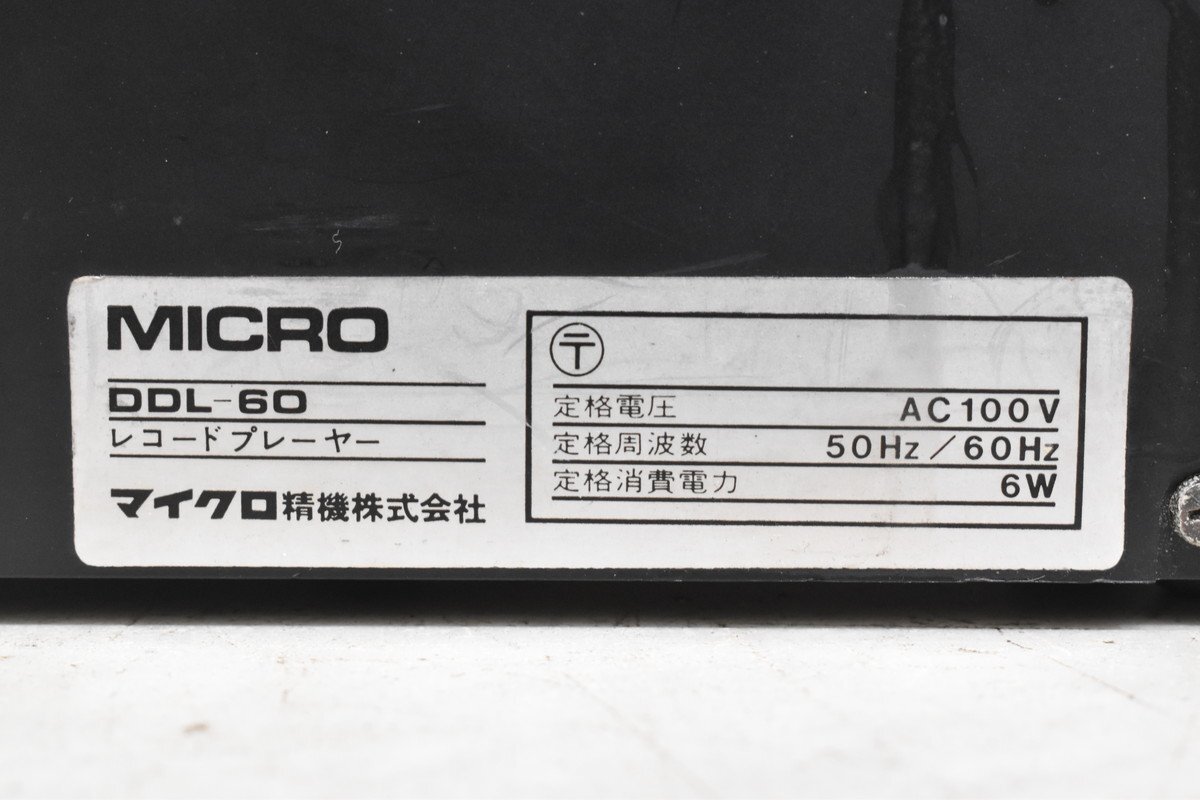 MICRO
DDL-60
レコードプレーヤー
マイクロ精機株式会社
〒
定格電圧 AC100V
定格周波数 50Hz/60Hz
定格消費電力 6W